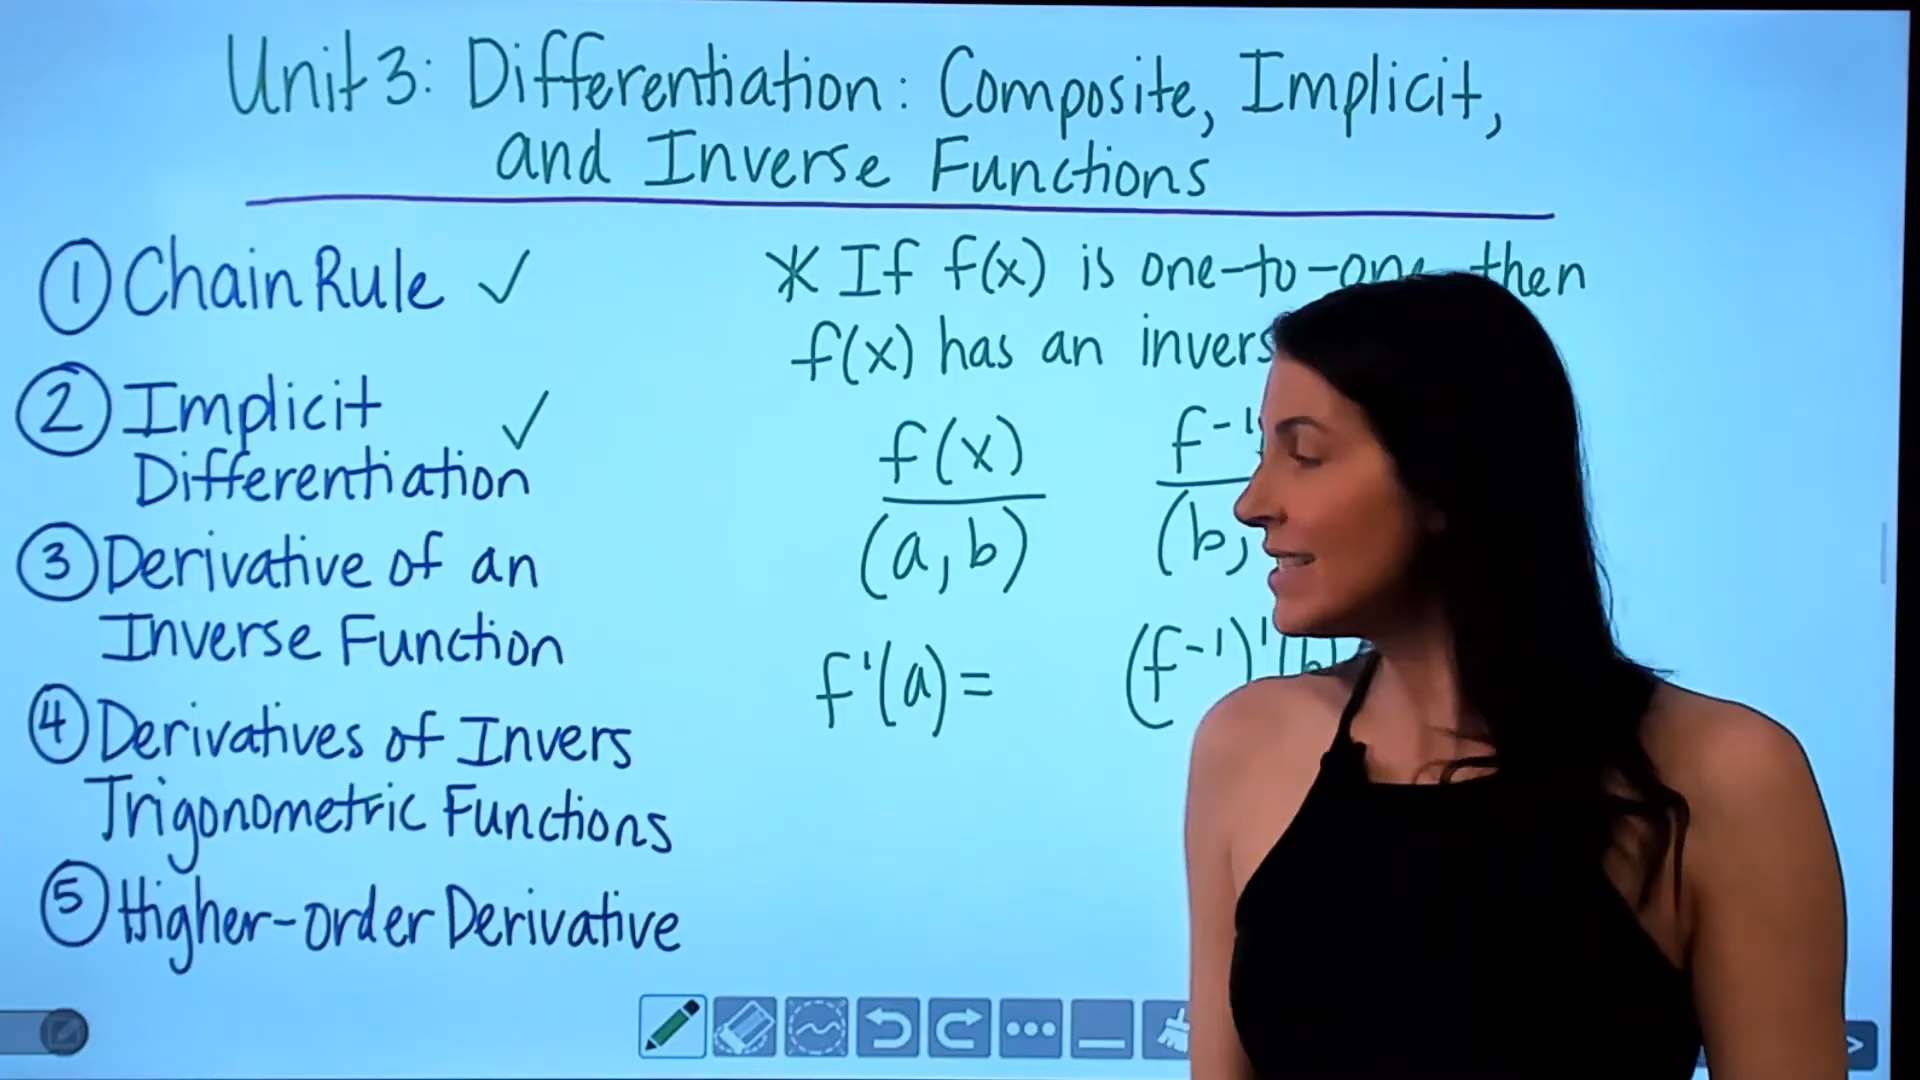 Unit 3: Differentiation: Composite, Implicit,
and Inverse Functions
① Chain Rule ✓
② Implicit ✓
Differentiation
③ Derivative of an
Inverse Function
④ Derivatives of Invers
Trigonometric Functions
⑤ Higher-order Derivative
* If f(x) is one-to-one, then
f(x) has an invers
f(x) f⁻¹
(a, b) (b,
f'(a)= (f⁻¹)'(b)